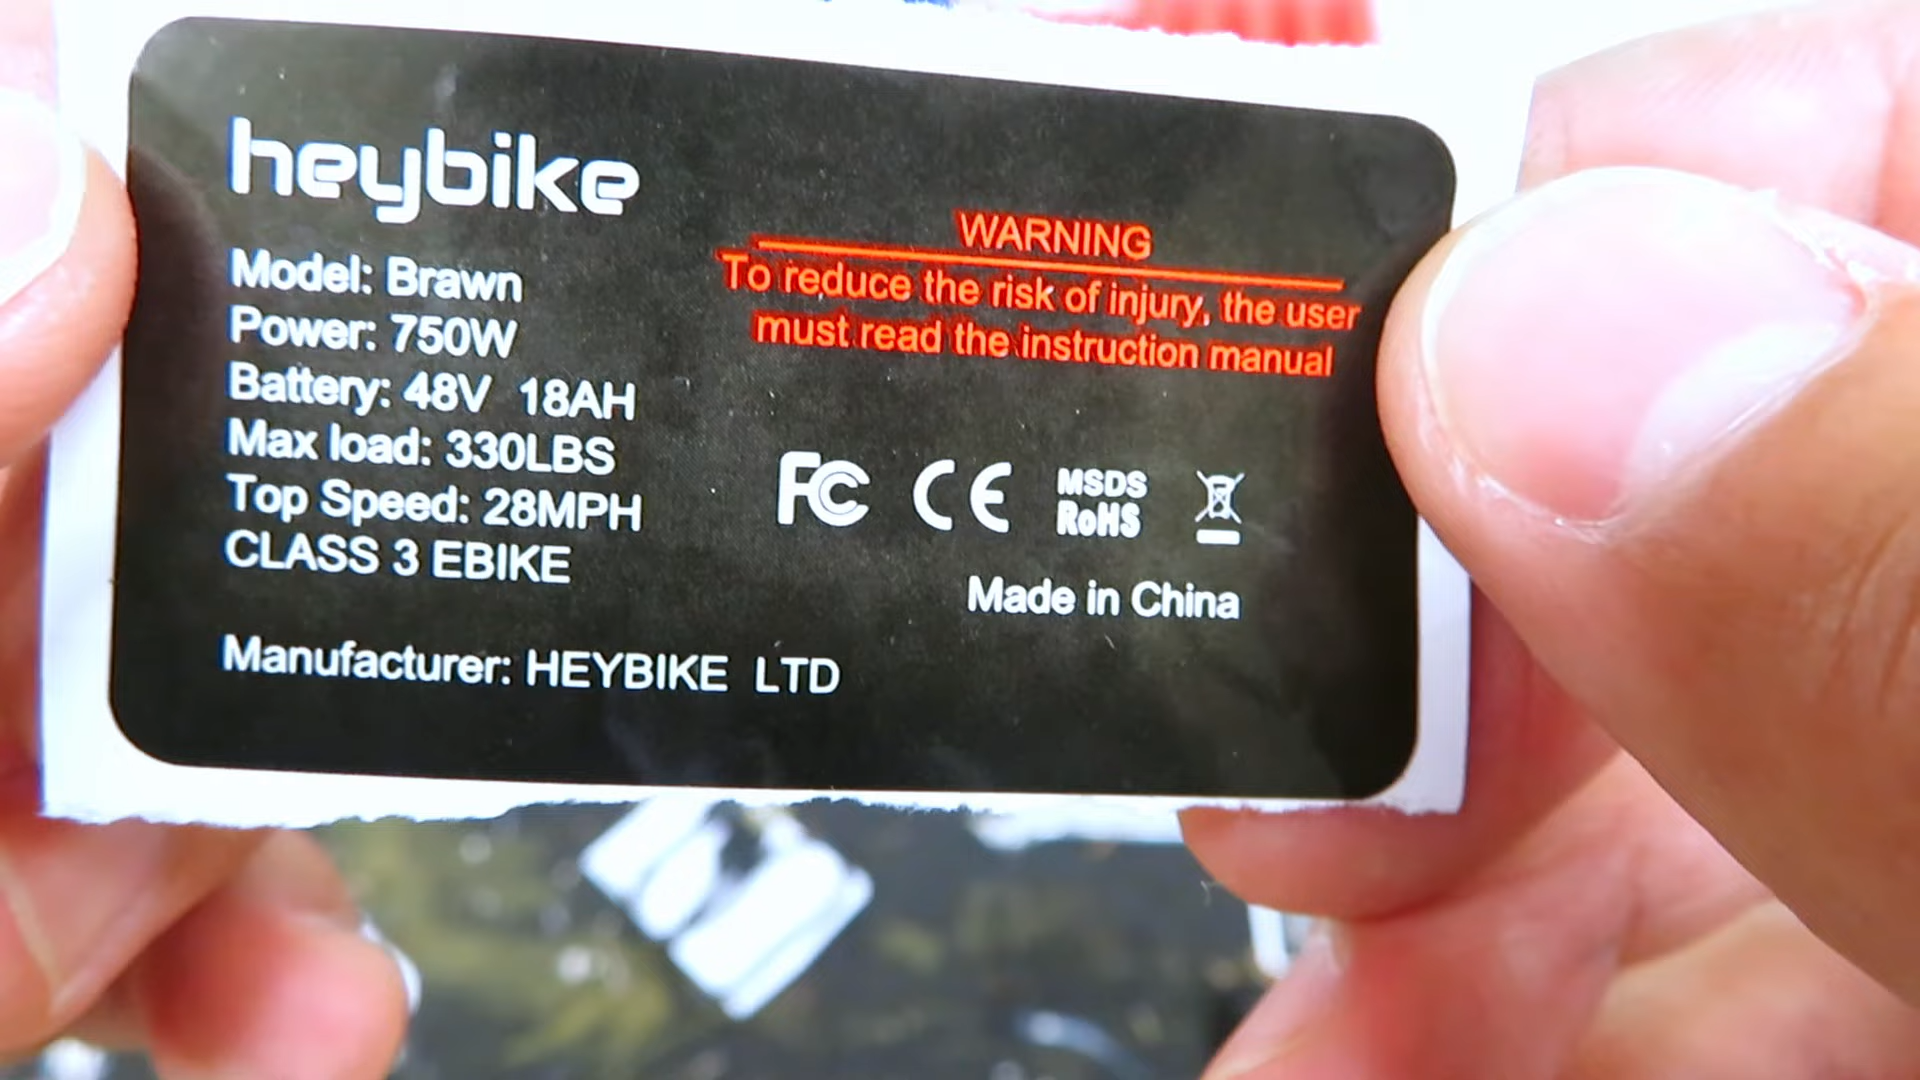 heybike
Model: Brawn
Power: 750W
Battery: 48V  18AH
Max load: 330LBS
Top Speed: 28MPH
CLASS 3 EBIKE
Manufacturer: HEYBIKE  LTD
WARNING
To reduce the risk of injury, the user
must read the instruction manual
FC CE MSDS
RoHS
Made in China